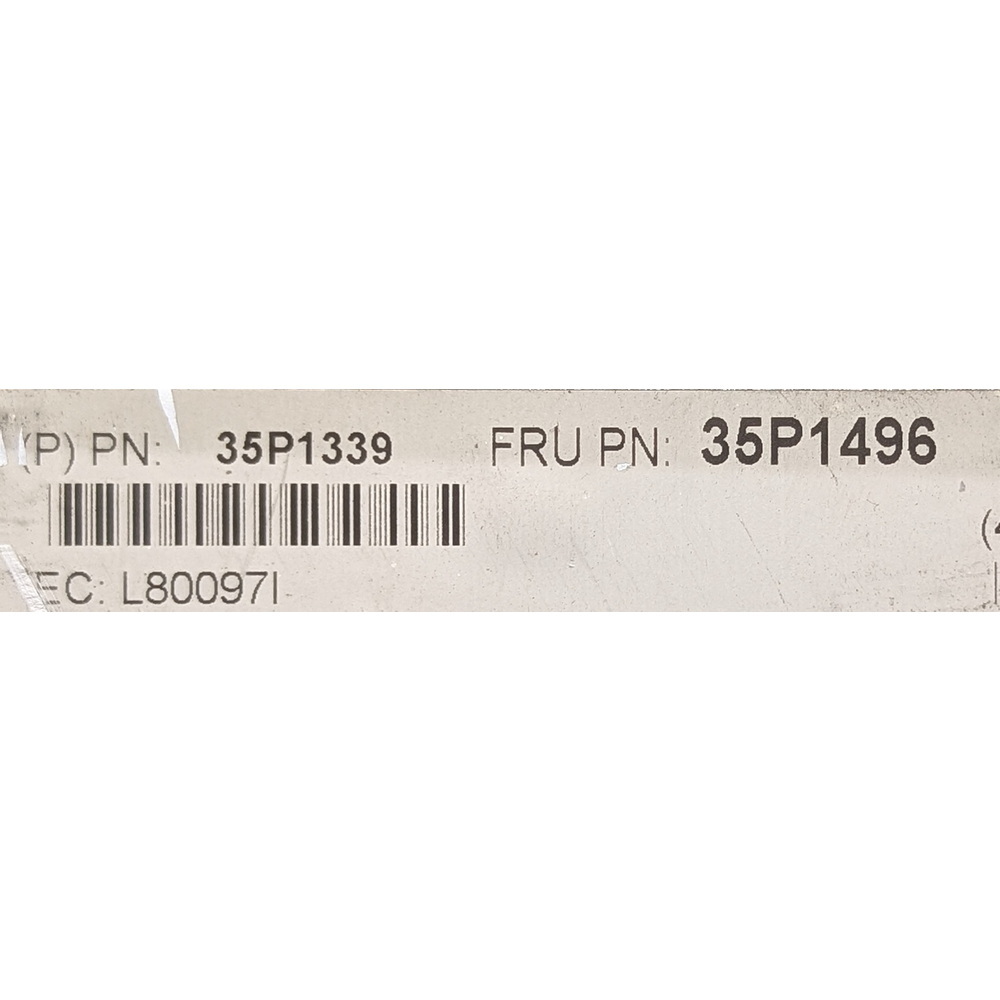 (P) PN: 35P1339 FRU PN: 35P1496
EC: L80097I